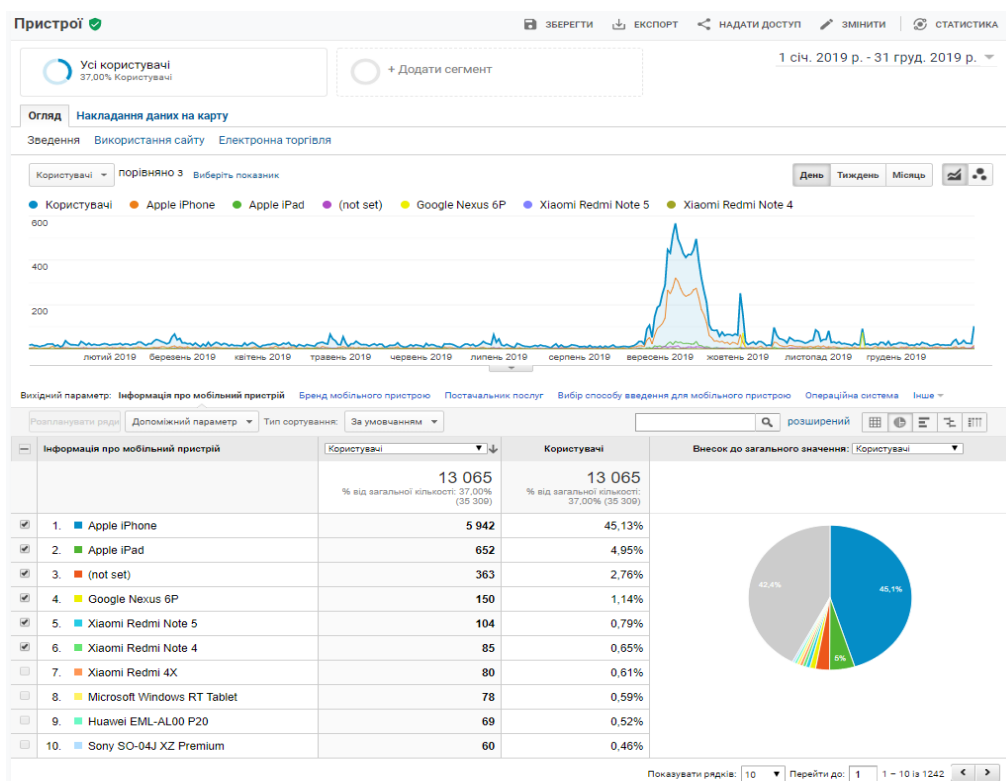 Пристрої
ЗБЕРЕГТИ ЕКСПОРТ НАДАТИ ДОСТУП ЗМІНИТИ СТАТИСТИКА
Усі користувачі
37,00% Користувачі
+ Додати сегмент
1 січ. 2019 р. - 31 груд. 2019 р.
Огляд Накладання даних на карту
Зведення Використання сайту Електронна торгівля
Користувачі порівняно з Виберіть показник
День Тиждень Місяць
Користувачі Apple iPhone Apple iPad (not set) Google Nexus 6P Xiaomi Redmi Note 5 Xiaomi Redmi Note 4
600
400
200
лютий 2019 березень 2019 квітень 2019 травень 2019 червень 2019 липень 2019 серпень 2019 вересень 2019 жовтень 2019 листопад 2019 грудень 2019
Вихідний параметр: Інформація про мобільний пристрій Бренд мобільного пристрою Постачальник послуг Вибір способу введення для мобільного пристрою Операційна система Інше
Розпланувати ряди Допоміжний параметр Тип сортування: За умовчанням розширений
Інформація про мобільний пристрій Користувачі Користувачі Внесок до загального значення: Користувачі
13 065 13 065
% від загальної кількості: 37,00% (35 309) % від загальної кількості: 37,00% (35 309)
1. Apple iPhone 5 942 45,13%
2. Apple iPad 652 4,95%
3. (not set) 363 2,76%
4. Google Nexus 6P 150 1,14%
5. Xiaomi Redmi Note 5 104 0,79%
6. Xiaomi Redmi Note 4 85 0,65%
7. Xiaomi Redmi 4X 80 0,61%
8. Microsoft Windows RT Tablet 78 0,59%
9. Huawei EML-AL00 P20 69 0,52%
10. Sony SO-04J XZ Premium 60 0,46%
42,4%
45,1%
5%
Показувати рядків: 10 Перейти до: 1 1 – 10 із 1242